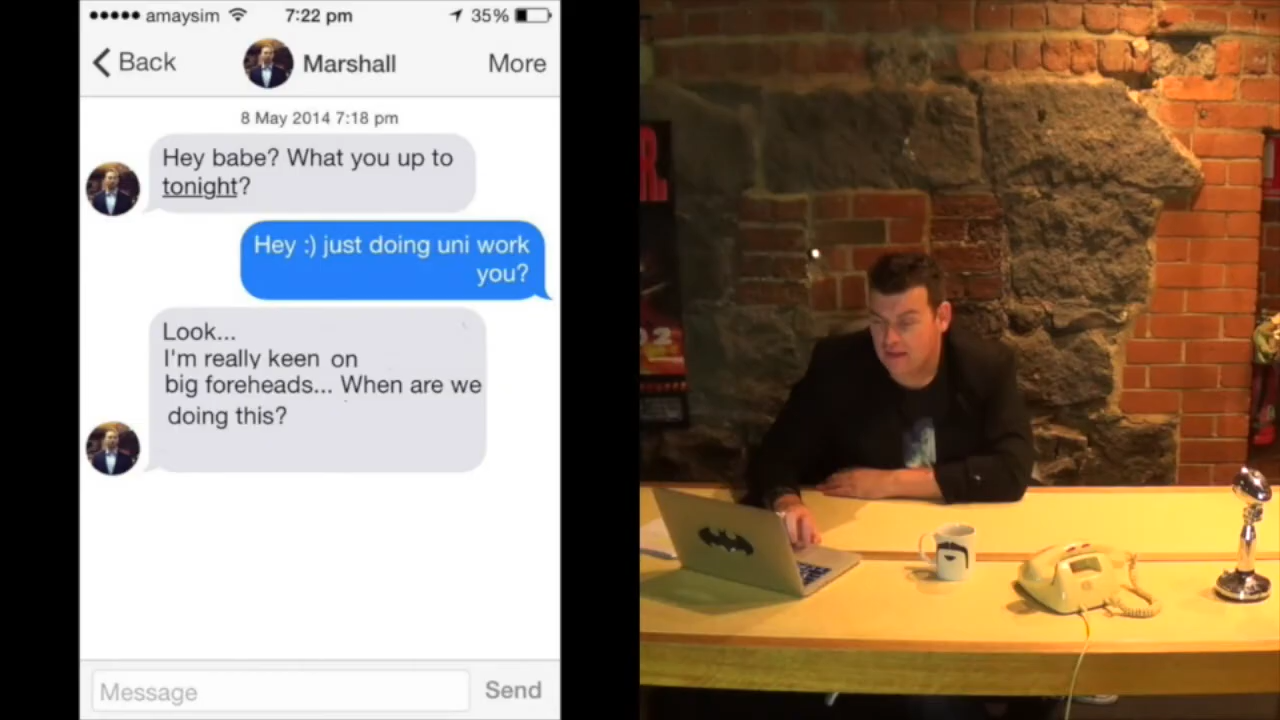 amaysim 7:22 pm 35%
Back Marshall More
8 May 2014 7:18 pm
Hey babe? What you up to
tonight?
Hey :) just doing uni work
you?
Look...
I'm really keen on
big foreheads... When are we
doing this?
Message Send
R.
2